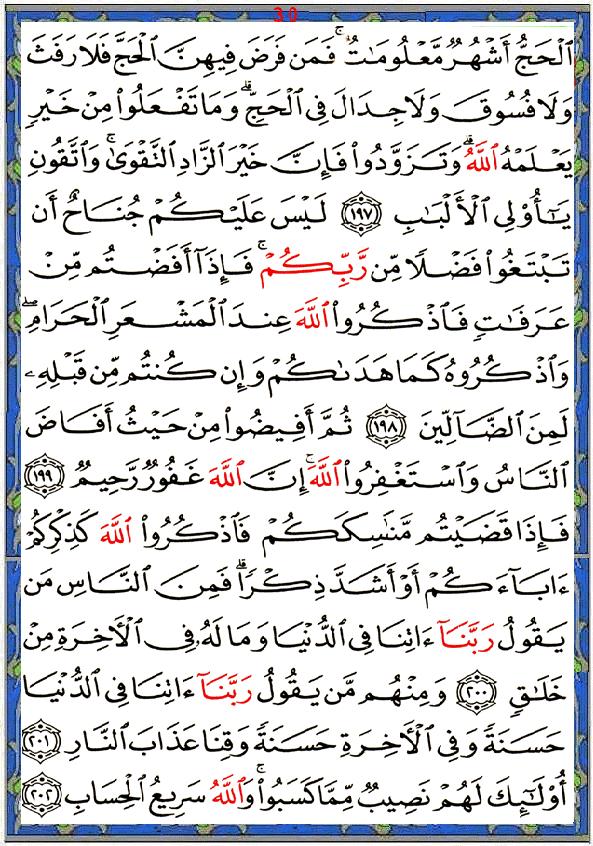 30
ٱلْحَجُّ أَشْهُرٌ مَّعْلُومَٰتٌ ۚ فَمَن فَرَضَ فِيهِنَّ ٱلْحَجَّ فَلَا رَفَثَ
وَلَا فُسُوقَ وَلَا جِدَالَ فِى ٱلْحَجِّ ۗ وَمَا تَفْعَلُوا۟ مِنْ خَيْرٍ
يَعْلَمْهُ ٱللَّهُ ۗ وَتَزَوَّدُوا۟ فَإِنَّ خَيْرَ ٱلزَّادِ ٱلتَّقْوَىٰ ۚ وَٱتَّقُونِ
يَٰٓأُو۟لِى ٱلْأَلْبَٰبِ ١٩٧ لَيْسَ عَلَيْكُمْ جُنَاحٌ أَن
تَبْتَغُوا۟ فَضْلًا مِّن رَّبِّكُمْ ۚ فَإِذَآ أَفَضْتُم مِّنْ
عَرَفَٰتٍ فَٱذْكُرُوا۟ ٱللَّهَ عِندَ ٱلْمَشْعَرِ ٱلْحَرَامِ ۖ
وَٱذْكُرُوهُ كَمَا هَدَىٰكُمْ وَإِن كُنتُم مِّن قَبْلِهِۦ
لَمِنَ ٱلضَّآلِّينَ ١٩٨ ثُمَّ أَفِيضُوا۟ مِنْ حَيْثُ أَفَاضَ
ٱلنَّاسُ وَٱسْتَغْفِرُوا۟ ٱللَّهَ ۚ إِنَّ ٱللَّهَ غَفُورٌ رَّحِيمٌ ١٩٩
فَإِذَا قَضَيْتُم مَّنَٰسِكَكُمْ فَٱذْكُرُوا۟ ٱللَّهَ كَذِكْرِكُمْ
ءَابَآءَكُمْ أَوْ أَشَدَّ ذِكْرًا ۗ فَمِنَ ٱلنَّاسِ مَن
يَقُولُ رَبَّنَآ ءَاتِنَا فِى ٱلدُّنْيَا وَمَا لَهُۥ فِى ٱلْءَاخِرَةِ مِنْ
خَلَٰقٍ ٢٠٠ وَمِنْهُم مَّن يَقُولُ رَبَّنَآ ءَاتِنَا فِى ٱلدُّنْيَا
حَسَنَةً وَفِى ٱلْءَاخِرَةِ حَسَنَةً وَقِنَا عَذَابَ ٱلنَّارِ ٢٠١
أُو۟لَٰٓئِكَ لَهُمْ نَصِيبٌ مِّمَّا كَسَبُوا۟ ۚ وَٱللَّهُ سَرِيعُ ٱلْحِسَابِ ٢٠٢